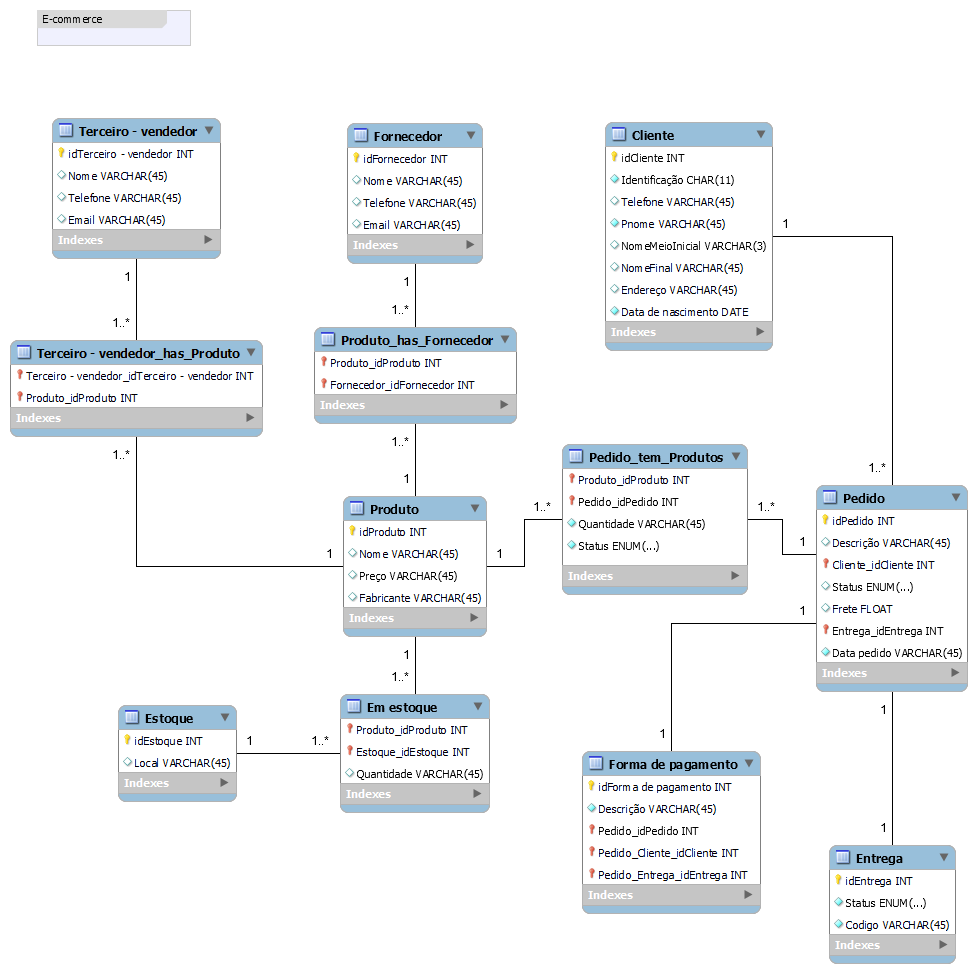 E-commerce
Terceiro - vendedor
idTerceiro - vendedor INT
Nome VARCHAR(45)
Telefone VARCHAR(45)
Email VARCHAR(45)
Indexes
Fornecedor
idFornecedor INT
Nome VARCHAR(45)
Telefone VARCHAR(45)
Email VARCHAR(45)
Indexes
Cliente
idCliente INT
Identificação CHAR(11)
Telefone VARCHAR(45)
Pnome VARCHAR(45)
NomeMeioInicial VARCHAR(3)
NomeFinal VARCHAR(45)
Endereço VARCHAR(45)
Data de nascimento DATE
Indexes
1
1..*
1
1..*
1
1..*
Terceiro - vendedor_has_Produto
Terceiro - vendedor_idTerceiro - vendedor INT
Produto_idProduto INT
Indexes
1..*
1
Produto_has_Fornecedor
Produto_idProduto INT
Fornecedor_idFornecedor INT
Indexes
1..*
1
Pedido_tem_Produtos
Produto_idProduto INT
Pedido_idPedido INT
Quantidade VARCHAR(45)
Status ENUM(...)
Indexes
1..*
1
1..*
1
Produto
idProduto INT
Nome VARCHAR(45)
Preço VARCHAR(45)
Fabricante VARCHAR(45)
Indexes
1
1..*
Pedido
idPedido INT
Descrição VARCHAR(45)
Cliente_idCliente INT
Status ENUM(...)
Frete FLOAT
Entrega_idEntrega INT
Data pedido VARCHAR(45)
Indexes
1
1
1
1
Estoque
idEstoque INT
Local VARCHAR(45)
Indexes
1
1..*
Em estoque
Produto_idProduto INT
Estoque_idEstoque INT
Quantidade VARCHAR(45)
Indexes
Forma de pagamento
idForma de pagamento INT
Descrição VARCHAR(45)
Pedido_idPedido INT
Pedido_Cliente_idCliente INT
Pedido_Entrega_idEntrega INT
Indexes
Entrega
idEntrega INT
Status ENUM(...)
Codigo VARCHAR(45)
Indexes